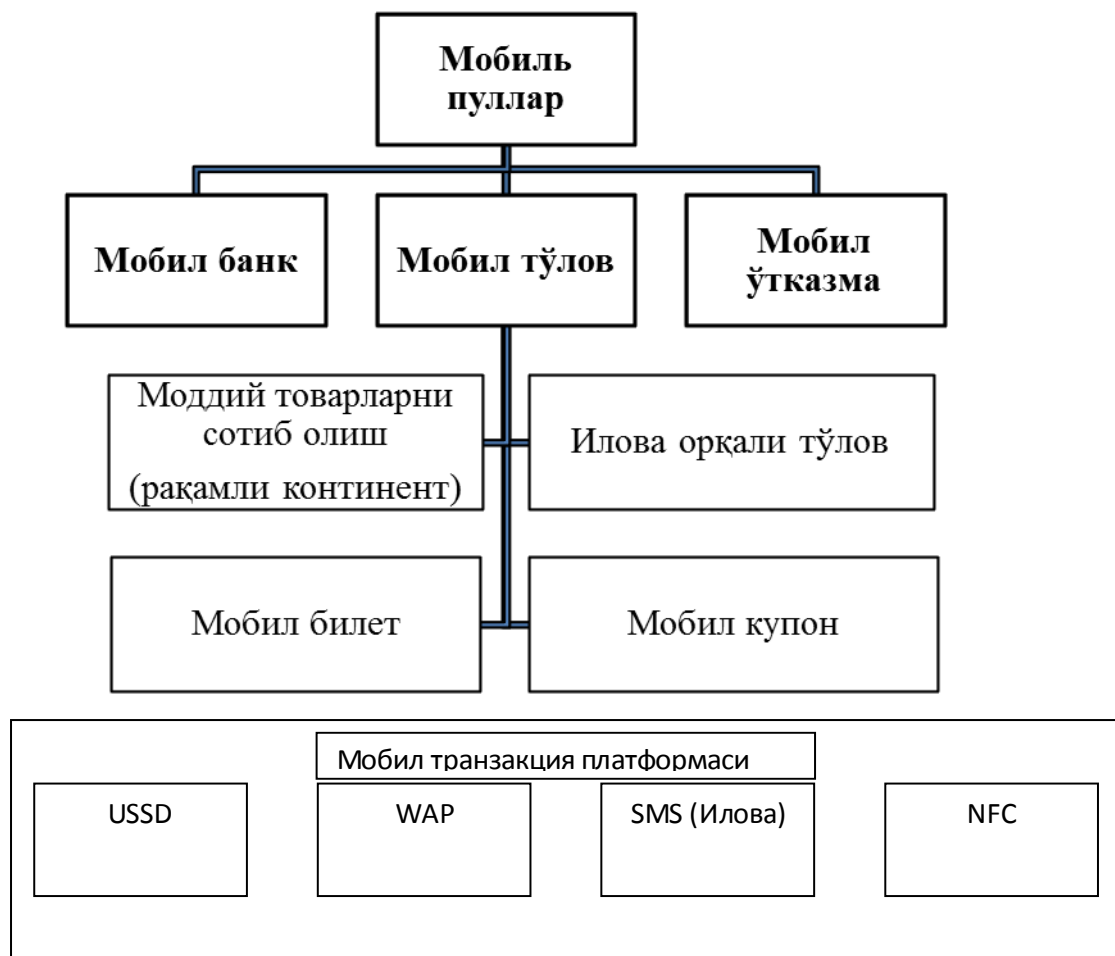 Мобиль
пуллар
Мобил банк
Мобил тўлов
Мобил
ўтказма
Моддий товарларни
сотиб олиш
(рақамли континент)
Илова орқали тўлов
Мобил билет
Мобил купон
Мобил транзакция платформаси
USSD
WAP
SMS (Илова)
NFC